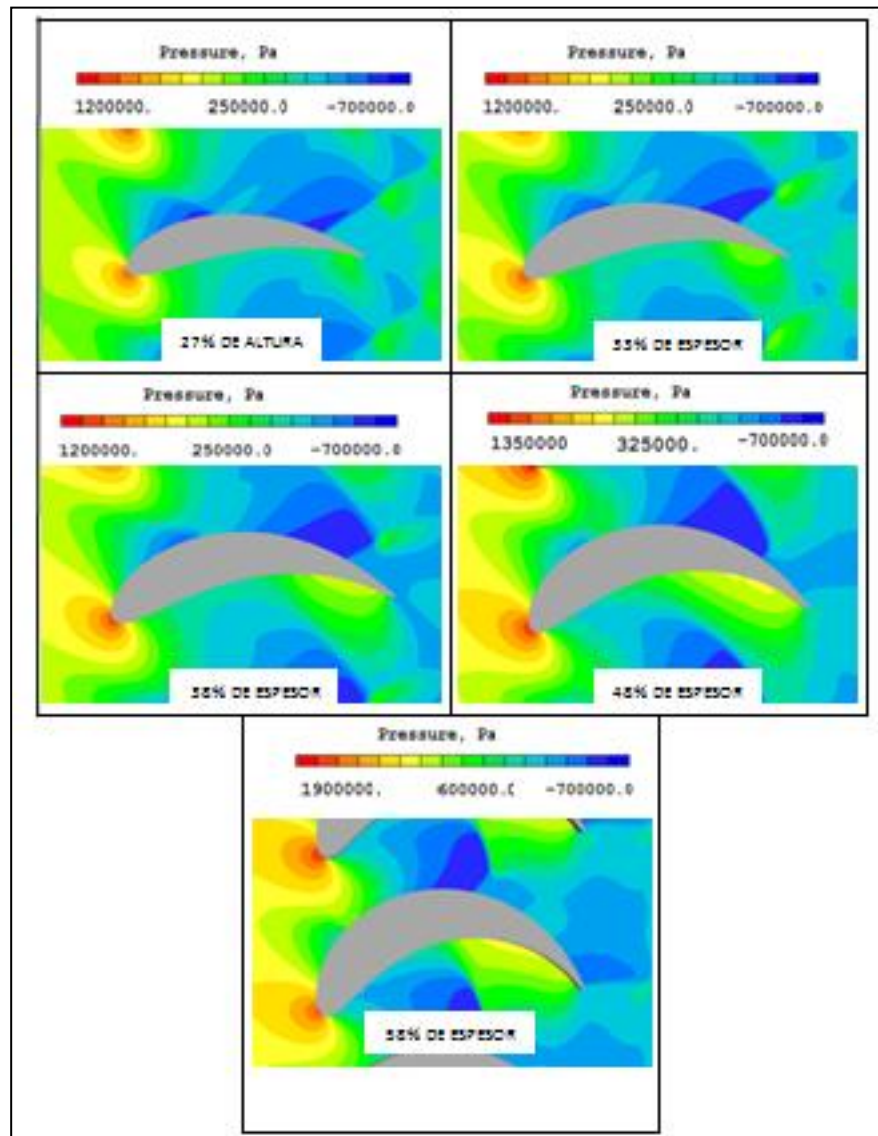 Pressure, Pa
1200000. 250000.0 -700000.0
27% DE ALTURA
Pressure, Pa
1200000. 250000.0 -700000.0
33% DE ESPESOR
Pressure, Pa
1200000. 250000.0 -700000.0
38% DE ESPESOR
Pressure, Pa
1350000 325000. -700000.0
48% DE ESPESOR
Pressure, Pa
1900000. 600000.0 -700000.0
58% DE ESPESOR